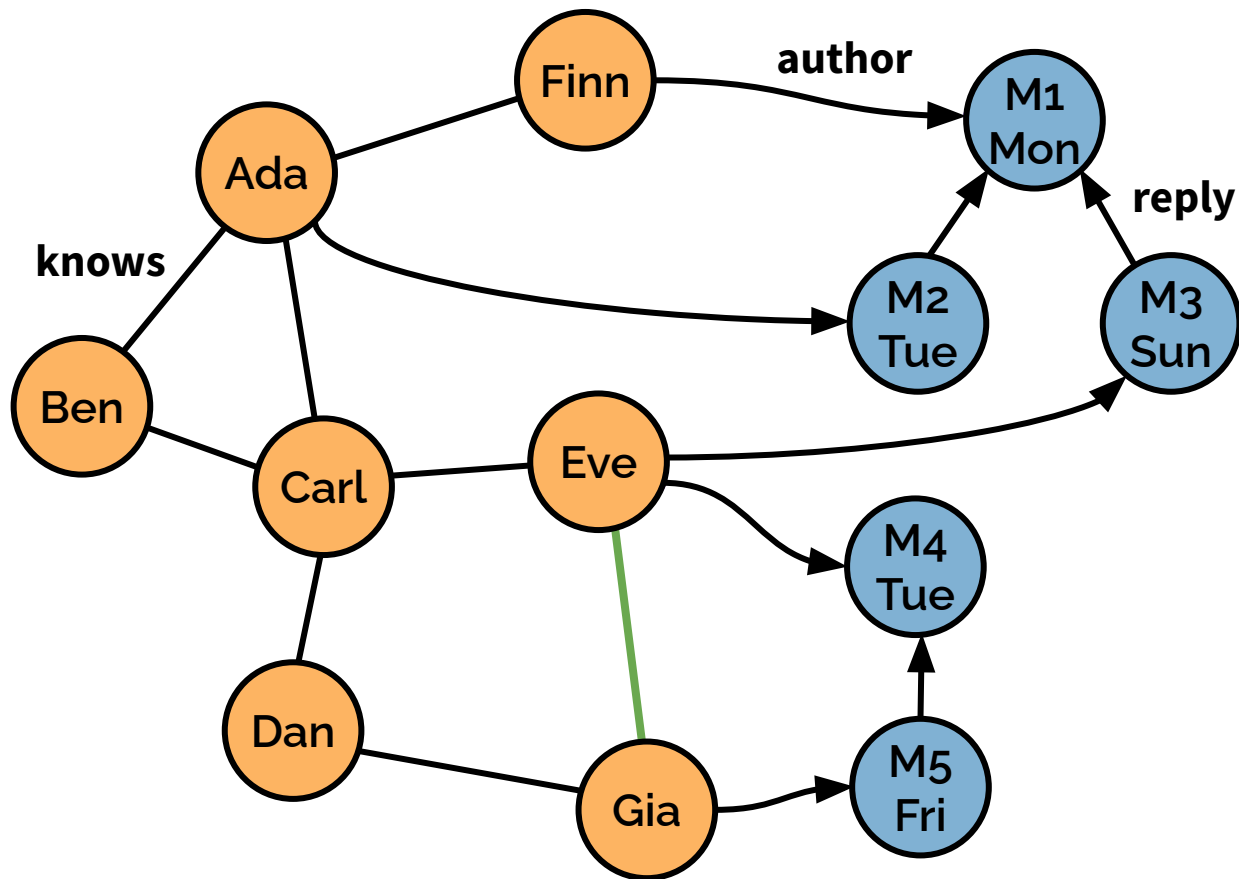 Finn
author
M1
Mon
Ada
reply
knows
M2
Tue
M3
Sun
Ben
Eve
Carl
M4
Tue
Dan
M5
Fri
Gia